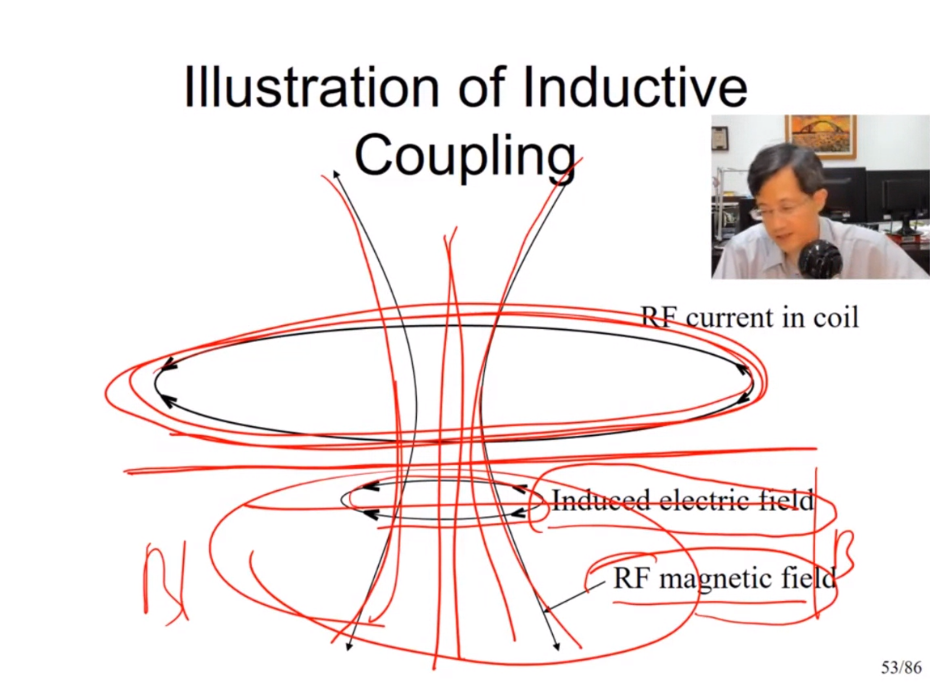 Illustration of Inductive
Coupling
RF current in coil
Induced electric field
RF magnetic field
B
53/86